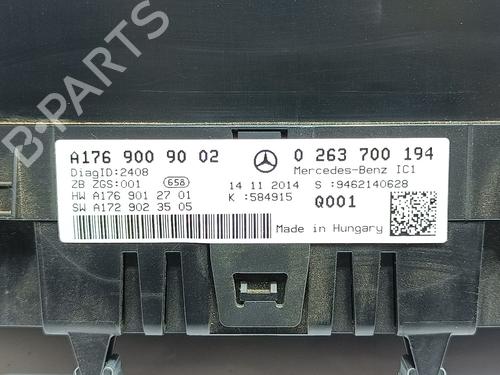 B-PARTS
A176 900 90 02
0 263 700 194
DiagID:2408
Mercedes-Benz IC1
ZB ZGS:001
658
14 11 2014
S :9462140628
HW A176 901 27 01
K :584915
Q001
SW A172 902 35 05
Made in Hungary